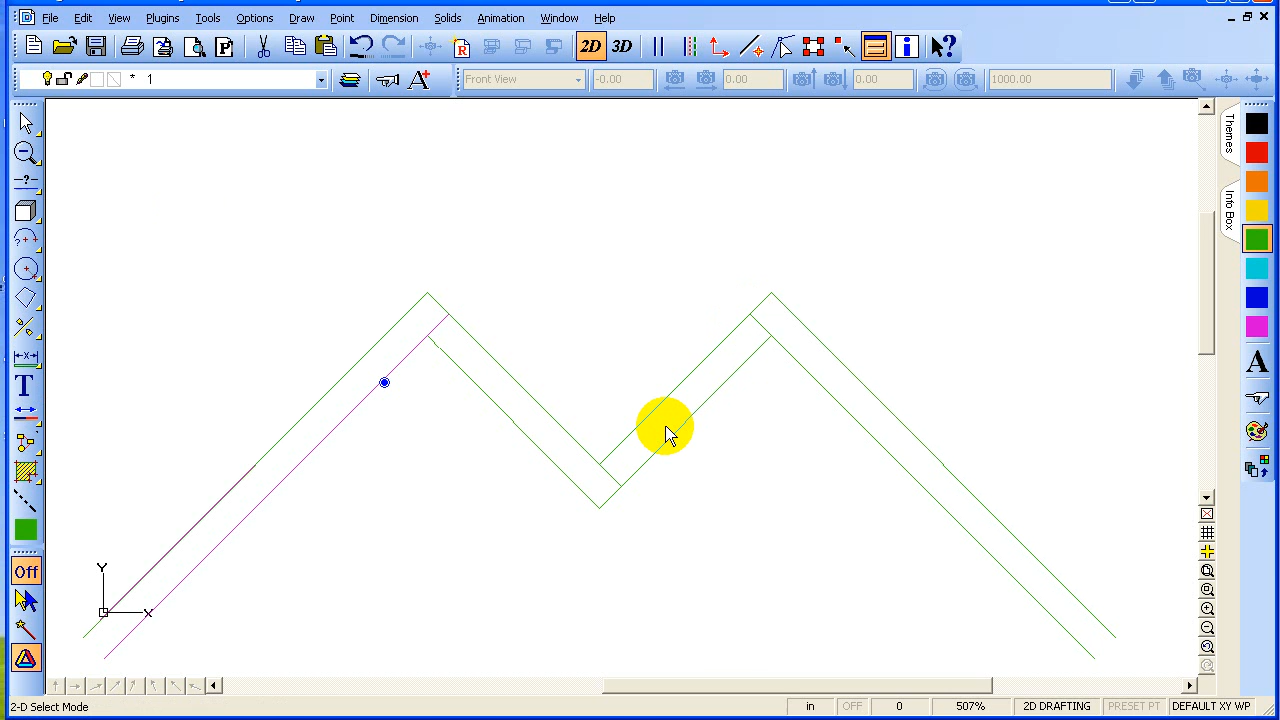 File Edit View Plugins Tools Options Draw Point Dimension Solids Animation Window Help
2D 3D
* 1 Front View -0.00 0.00 0.00 1000.00
Themes
Info Box
Off
Y
X
2-D Select Mode in OFF 0 507% 2D DRAFTING PRESET PT DEFAULT XY WP